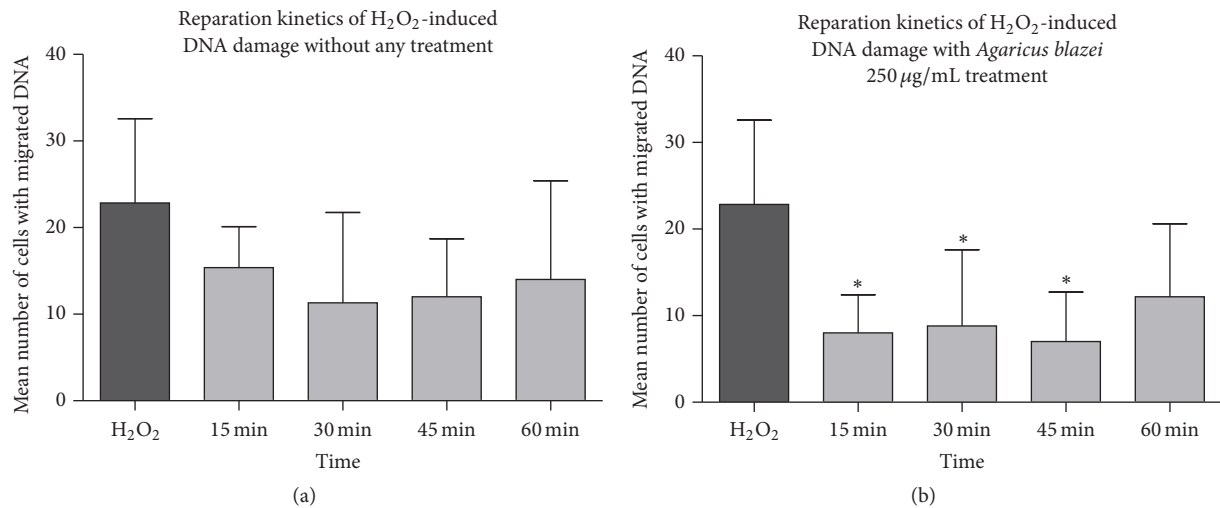 Reparation kinetics of H₂O₂-induced
DNA damage without any treatment
Mean number of cells with migrated DNA
40
30
20
10
0
H₂O₂ 15 min 30 min 45 min 60 min
Time
(a)
Reparation kinetics of H₂O₂-induced
DNA damage with Agaricus blazei
250 μg/mL treatment
Mean number of cells with migrated DNA
40
30
20
10
0
* * *
H₂O₂ 15 min 30 min 45 min 60 min
Time
(b)